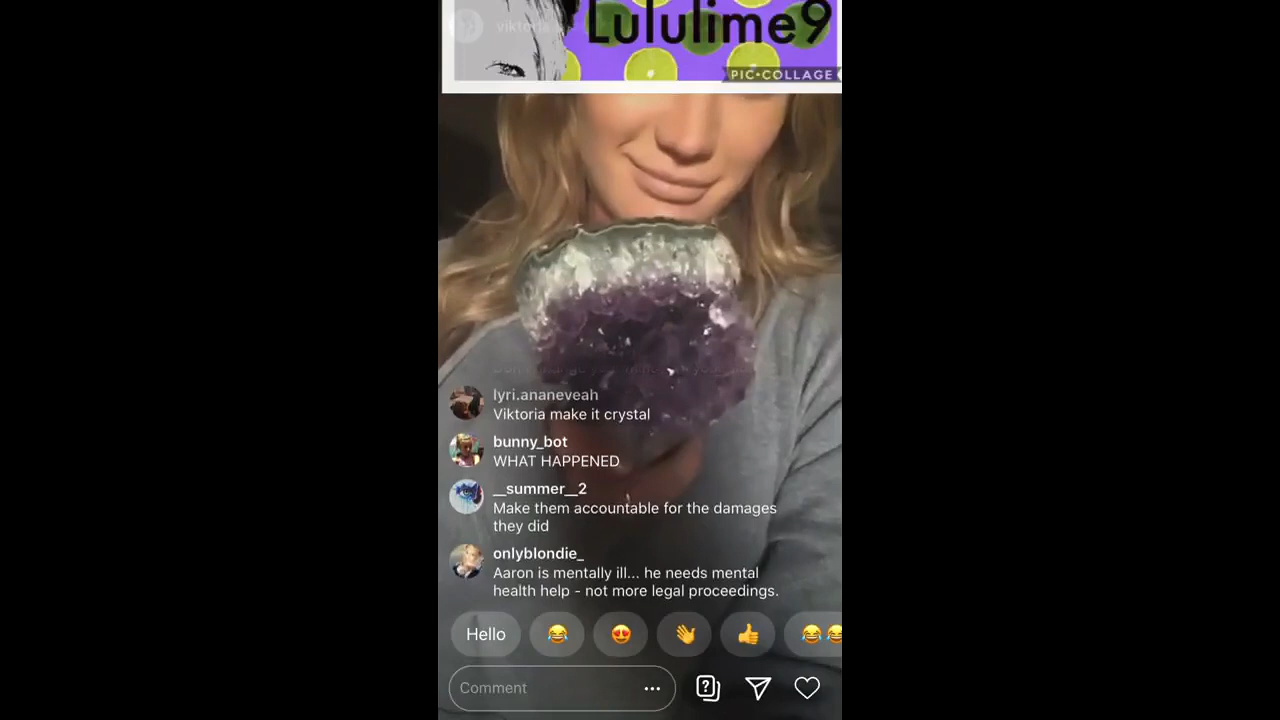 viktoria
Lululime9
PIC•COLLAGE
lyri.ananeveah
Viktoria make it crystal
bunny_bot
WHAT HAPPENED
__summer__2
Make them accountable for the damages
they did
onlyblondie_
Aaron is mentally ill... he needs mental
health help - not more legal proceedings.
Hello
Comment